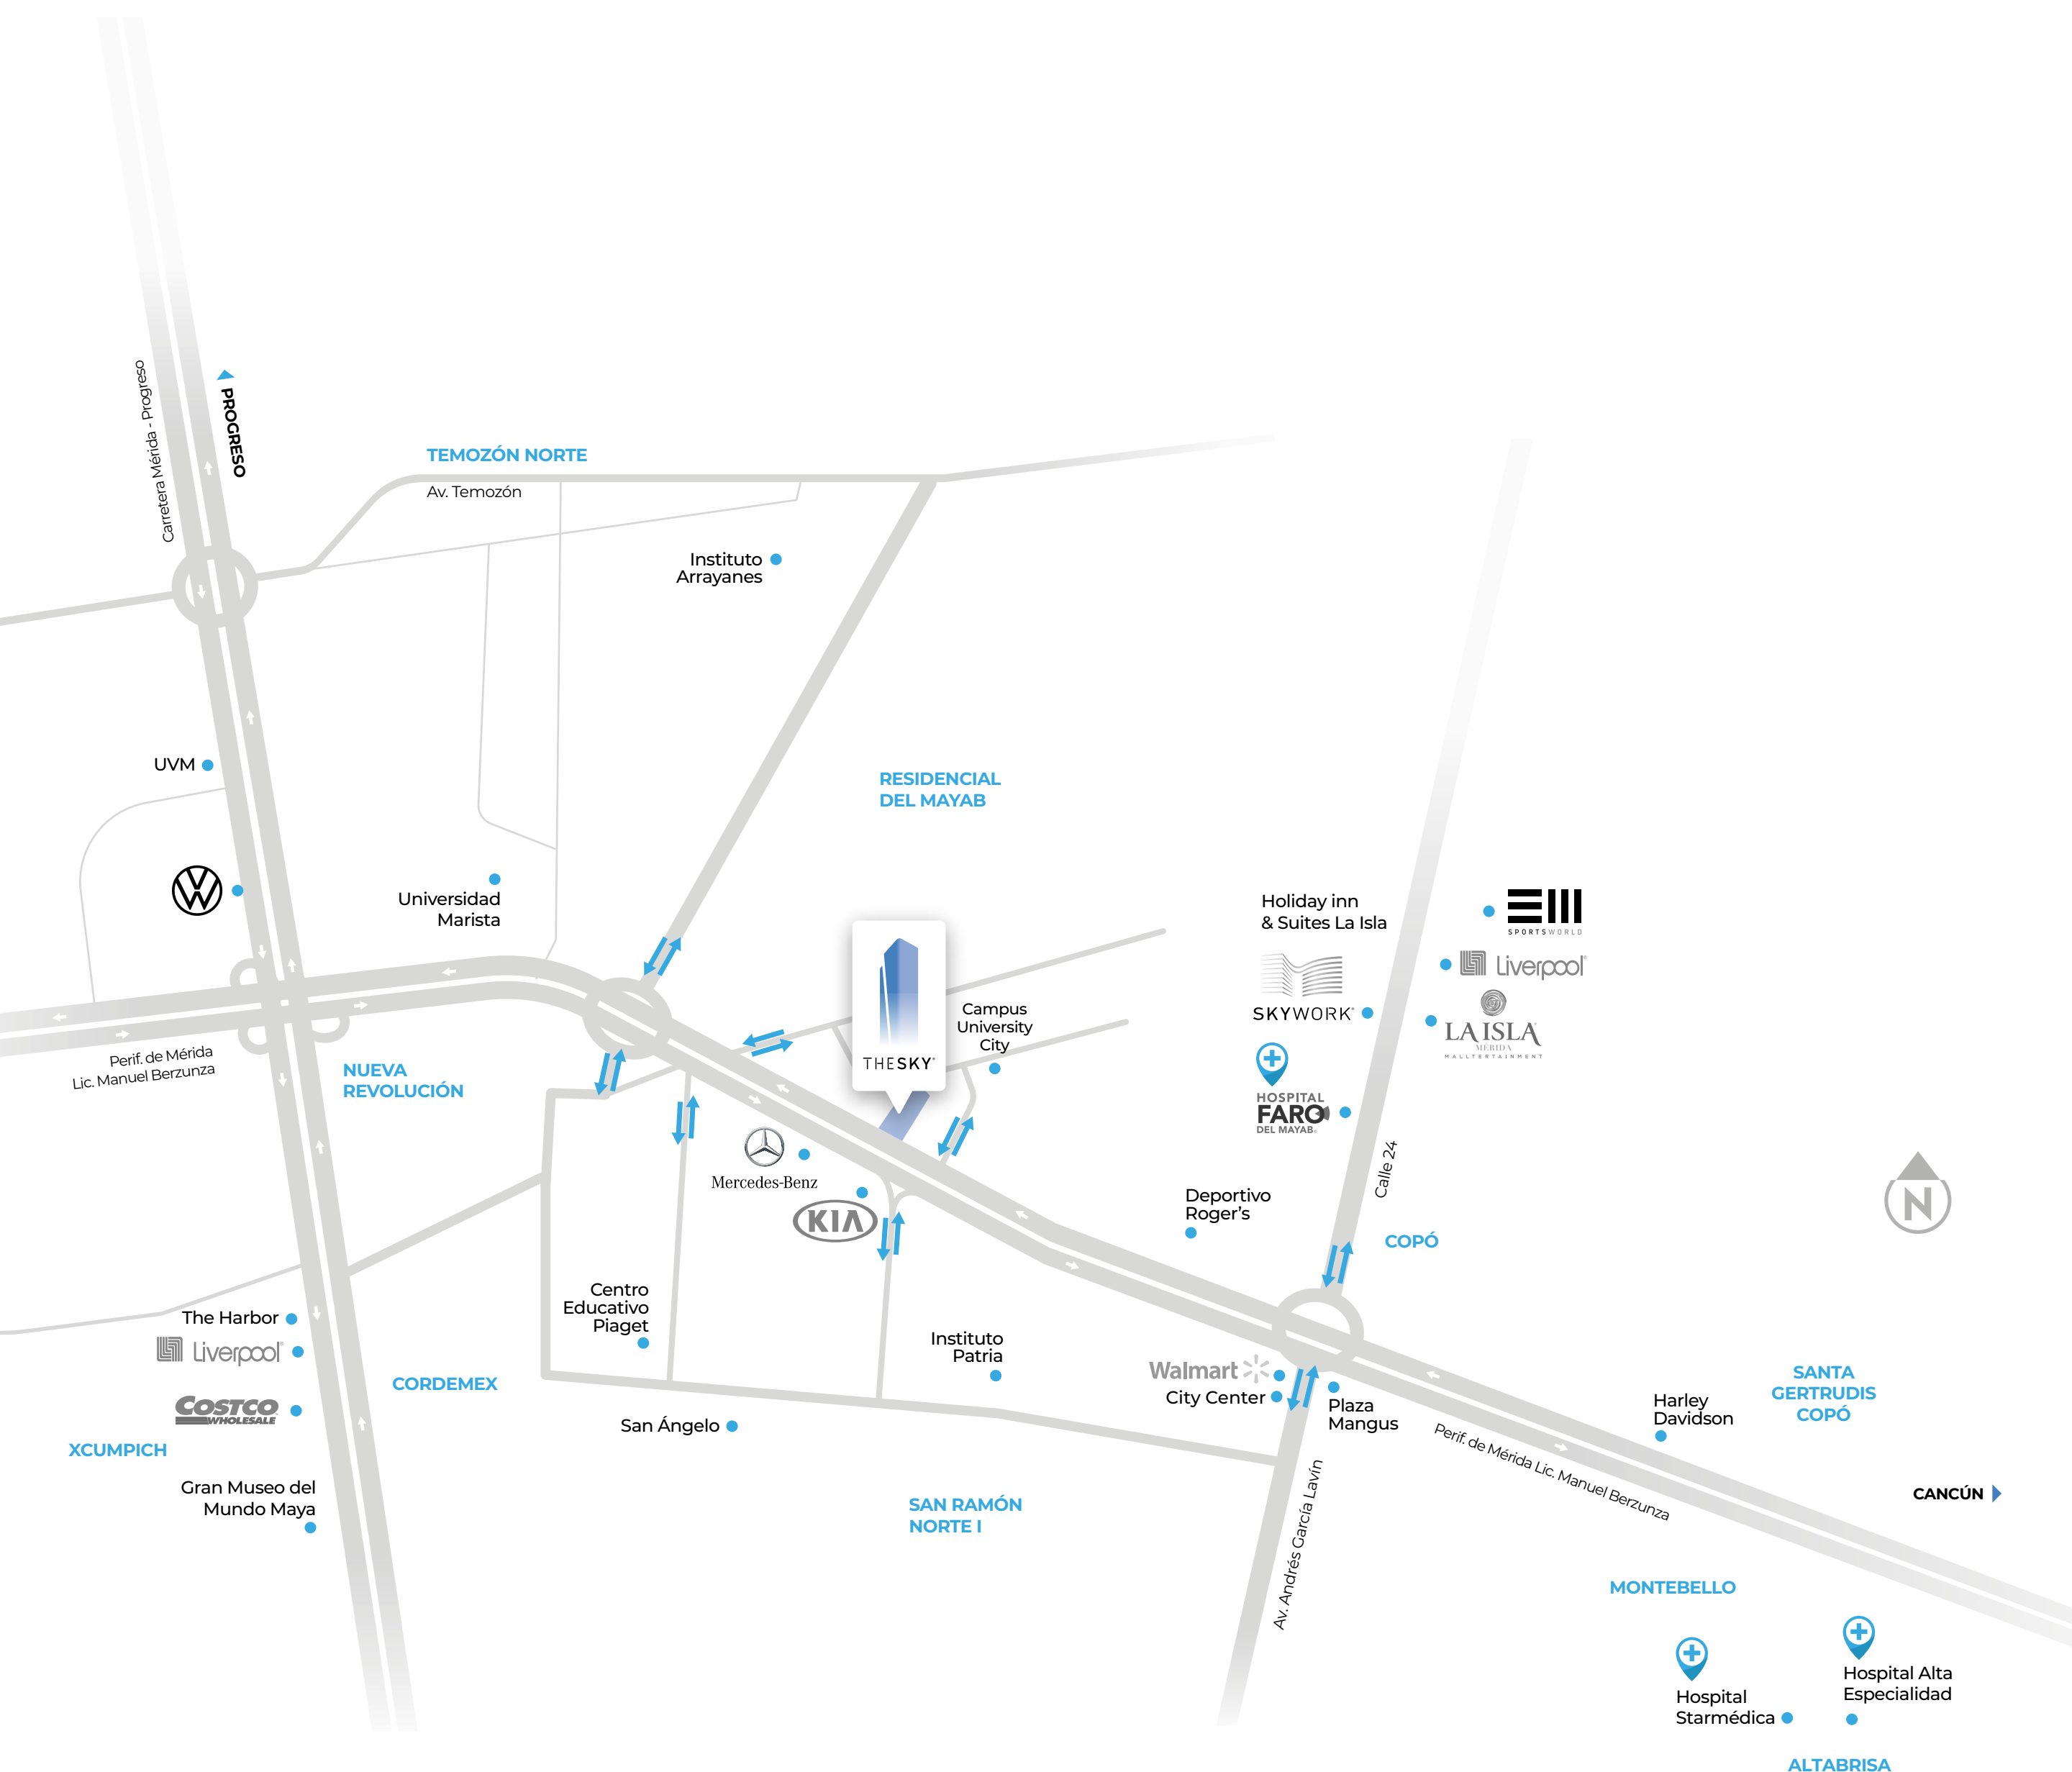 Carretera Mérida - Progreso
PROGRESO
TEMOZÓN NORTE
Av. Temozón
Instituto
Arrayanes
UVM
RESIDENCIAL
DEL MAYAB
Universidad
Marista
Holiday inn
& Suites La Isla
SPORTSWORLD
Liverpool
SKYWORK
LA ISLA
MÉRIDA
MALLTERTAINMENT
THESKY
Campus
University
City
Perif. de Mérida
Lic. Manuel Berzunza
NUEVA
REVOLUCIÓN
HOSPITAL
FARO
DEL MAYAB
Mercedes-Benz
KIA
Calle 24
N
Deportivo
Roger's
COPÓ
Centro
Educativo
Piaget
The Harbor
Liverpool
Instituto
Patria
Walmart
City Center
Plaza
Mangus
CORDEMEX
COSTCO
WHOLESALE
San Ángelo
Harley
Davidson
SANTA
GERTRUDIS
COPÓ
XCUMPICH
Perif. de Mérida Lic. Manuel Berzunza
Gran Museo del
Mundo Maya
CANCÚN
SAN RAMÓN
NORTE I
Av. Andrés García Lavín
MONTEBELLO
Hospital
Starmédica
Hospital Alta
Especialidad
ALTABRISA